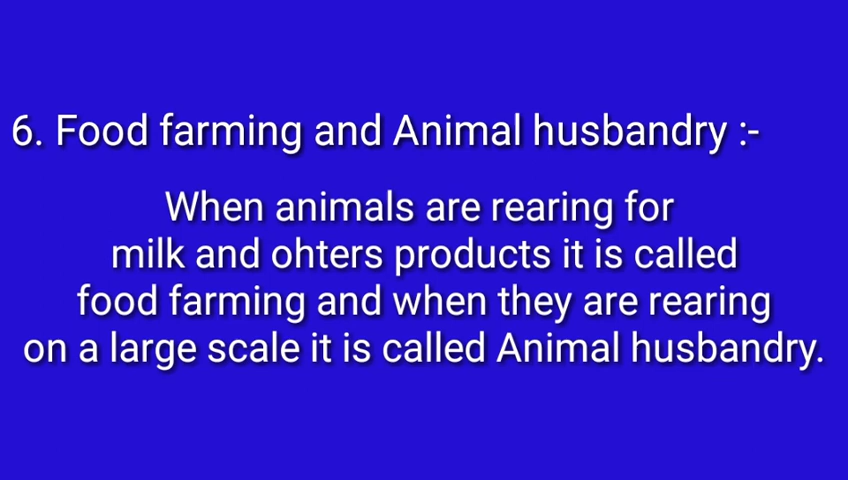 6. Food farming and Animal husbandry :-
When animals are rearing for
milk and ohters products it is called
food farming and when they are rearing
on a large scale it is called Animal husbandry.